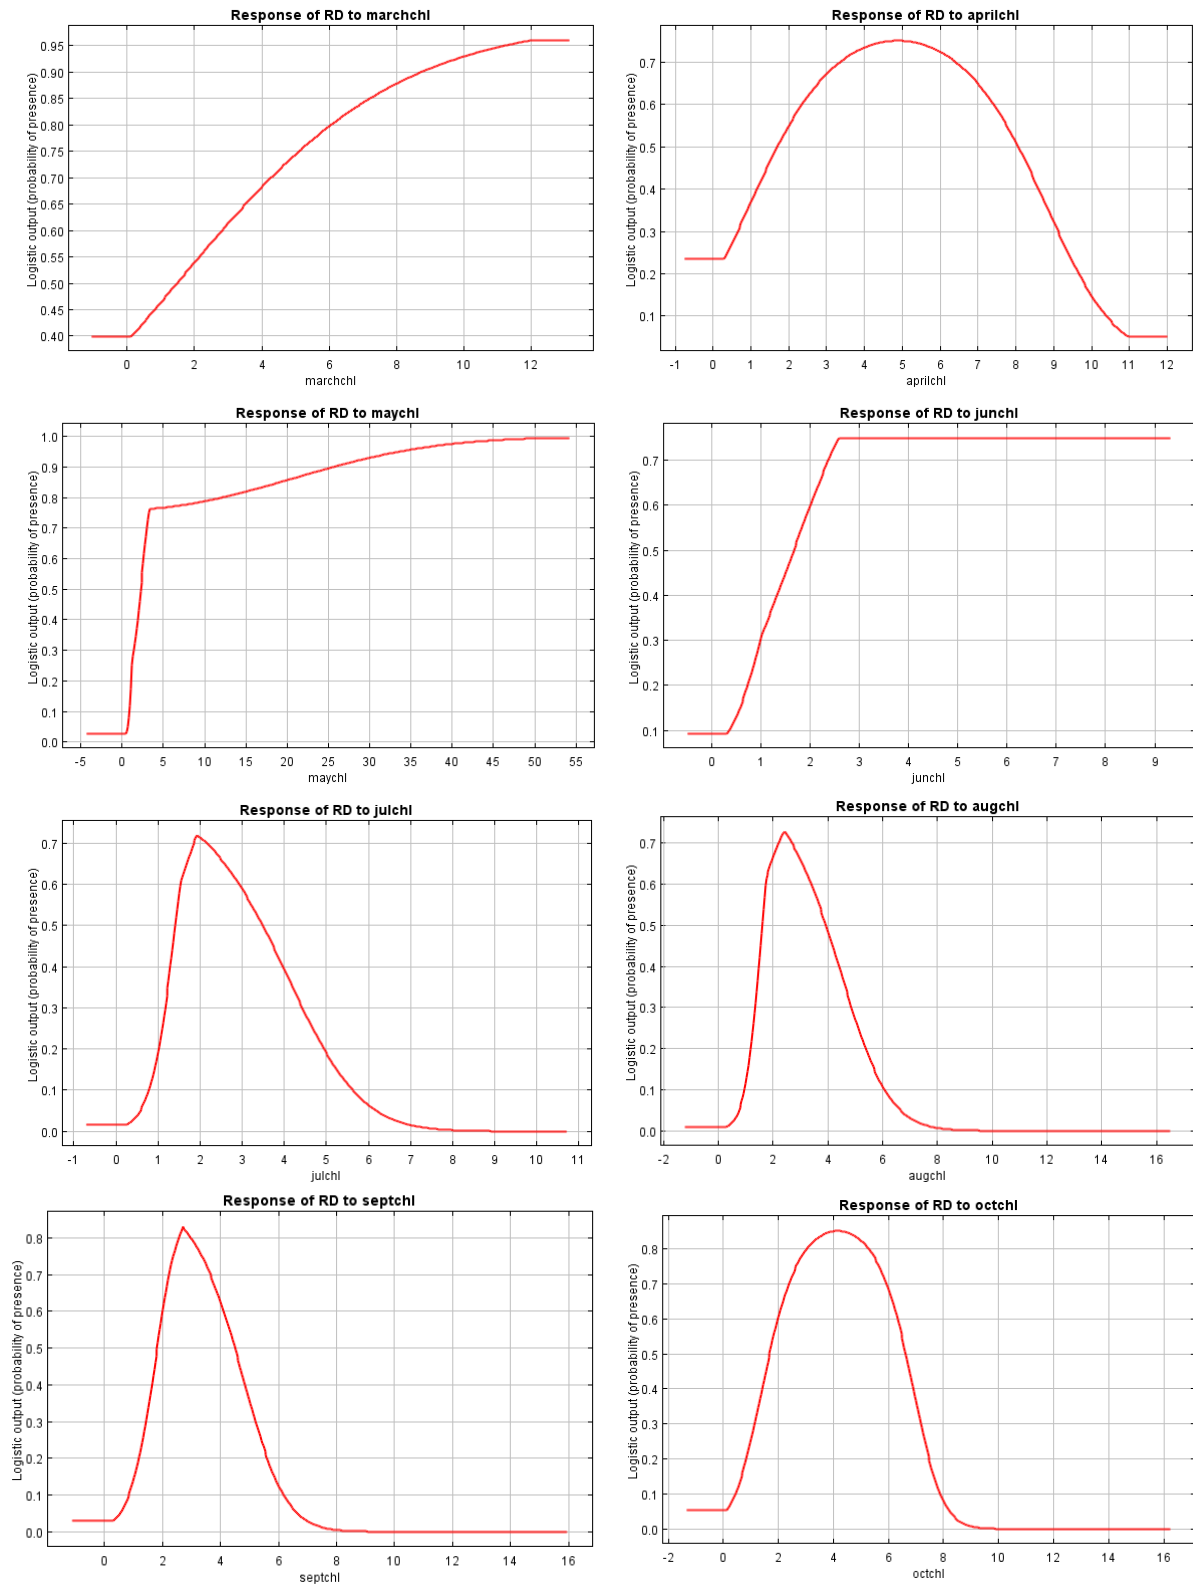 Response of RD to marchchl
Logistic output (probability of presence)
0.95
0.90
0.85
0.80
0.75
0.70
0.65
0.60
0.55
0.50
0.45
0.40
0 2 4 6 8 10 12
marchchl
Response of RD to aprilchl
Logistic output (probability of presence)
0.7
0.6
0.5
0.4
0.3
0.2
0.1
-1 0 1 2 3 4 5 6 7 8 9 10 11 12
aprilchl
Response of RD to maychl
Logistic output (probability of presence)
1.0
0.9
0.8
0.7
0.6
0.5
0.4
0.3
0.2
0.1
0.0
-5 0 5 10 15 20 25 30 35 40 45 50 55
maychl
Response of RD to junchl
Logistic output (probability of presence)
0.7
0.6
0.5
0.4
0.3
0.2
0.1
0 1 2 3 4 5 6 7 8 9
junchl
Response of RD to julchl
Logistic output (probability of presence)
0.7
0.6
0.5
0.4
0.3
0.2
0.1
0.0
-1 0 1 2 3 4 5 6 7 8 9 10 11
julchl
Response of RD to augchl
Logistic output (probability of presence)
0.7
0.6
0.5
0.4
0.3
0.2
0.1
0.0
-2 0 2 4 6 8 10 12 14 16
augchl
Response of RD to septchl
Logistic output (probability of presence)
0.8
0.7
0.6
0.5
0.4
0.3
0.2
0.1
0.0
0 2 4 6 8 10 12 14 16
septchl
Response of RD to octchl
Logistic output (probability of presence)
0.8
0.7
0.6
0.5
0.4
0.3
0.2
0.1
0.0
-2 0 2 4 6 8 10 12 14 16
octchl